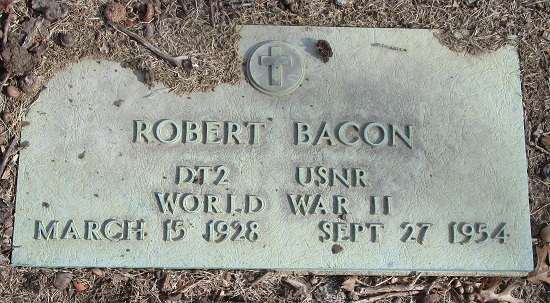 ROBERT BACON
DT2 USNR
WORLD WAR II
MARCH 15 1928 SEPT 27 1954